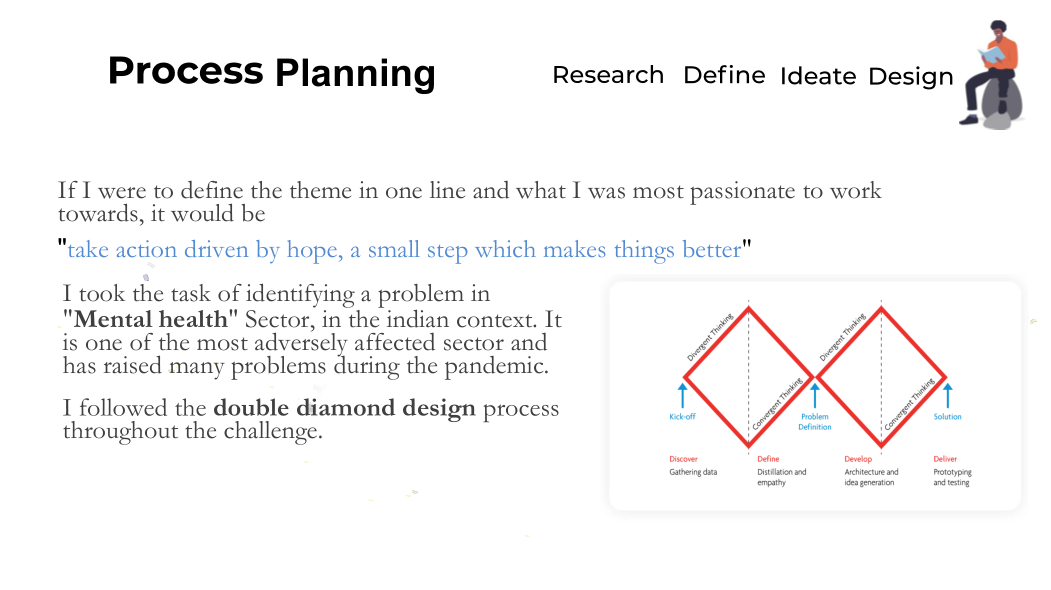 Process Planning
Research Define Ideate Design
If I were to define the theme in one line and what I was most passionate to work
towards, it would be
"take action driven by hope, a small step which makes things better"
I took the task of identifying a problem in
"Mental health" Sector, in the indian context. It
is one of the most adversely affected sector and
has raised many problems during the pandemic.
I followed the double diamond design process
throughout the challenge.
Divergent Thinking
Convergent Thinking
Divergent Thinking
Convergent Thinking
Kick-off
Problem
Definition
Solution
Discover
Gathering data
Define
Distillation and
empathy
Develop
Architecture and
idea generation
Deliver
Prototyping
and testing